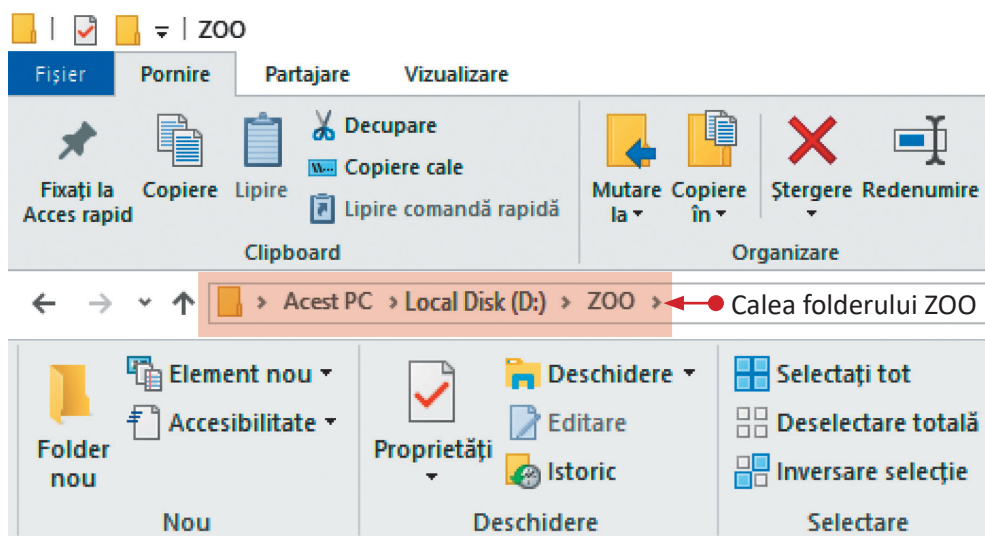 ZOO
Fișier Pornire Partajare Vizualizare
Fixați la Acces rapid
Copiere
Lipire
Decupare
Copiere cale
Lipire comandă rapidă
Clipboard
Mutare la
Copiere în
Ștergere
Redenumire
Organizare
Acest PC Local Disk (D:) ZOO
Calea folderului ZOO
Folder nou
Element nou
Accesibilitate
Nou
Proprietăți
Deschidere
Editare
Istoric
Deschidere
Selectați tot
Deselectare totală
Inversare selecție
Selectare